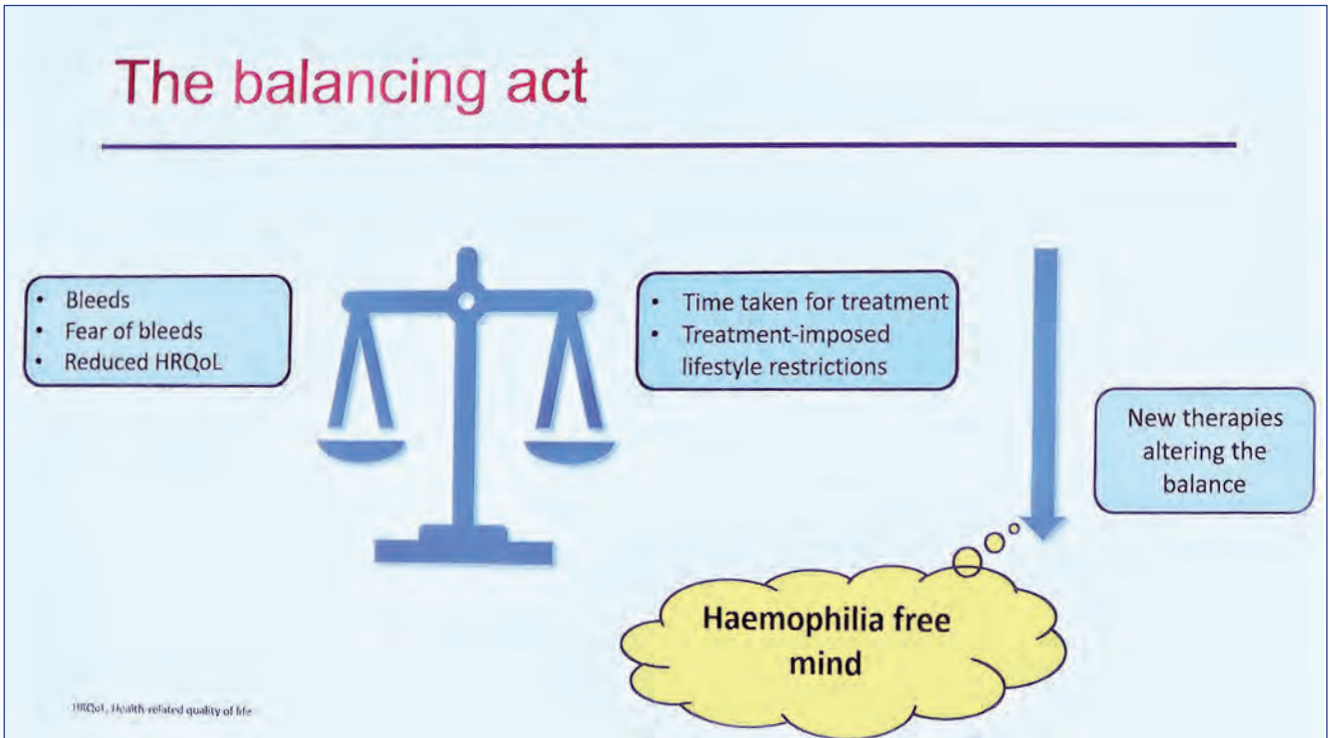 The balancing act
• Bleeds
• Fear of bleeds
• Reduced HRQoL
• Time taken for treatment
• Treatment-imposed
lifestyle restrictions
New therapies
altering the
balance
Haemophilia free
mind
HRQoL, Health-related quality of life